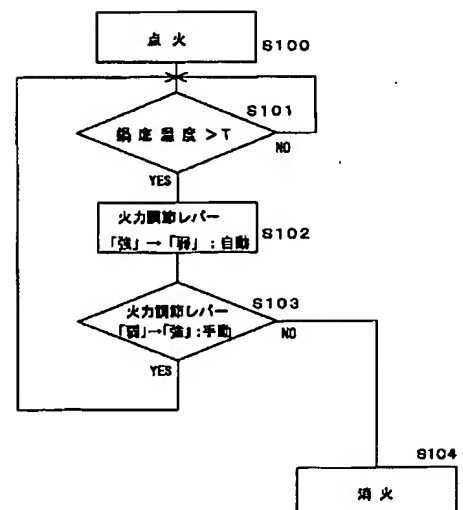 点火
S100
S101
鍋底温度＞T
NO
YES
火力調節レバー
「強」→「弱」：自動
S102
S103
火力調節レバー
「弱」→「強」：手動
NO
YES
S104
消火